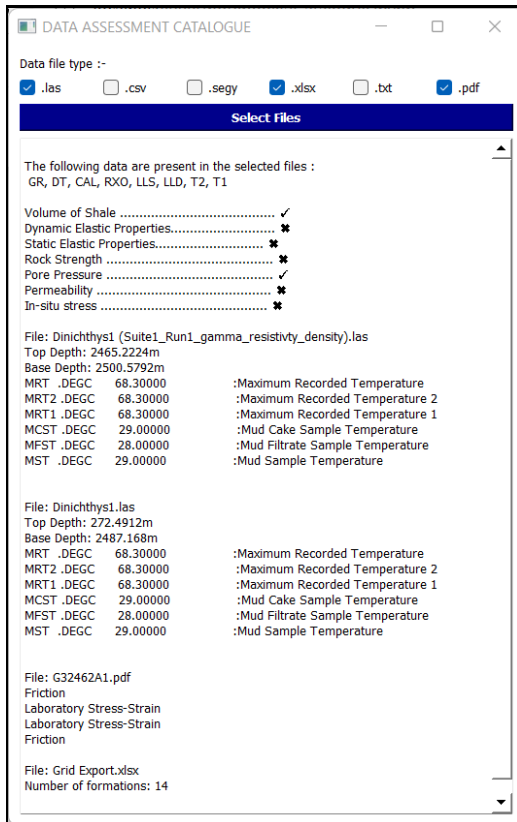 DATA ASSESSMENT CATALOGUE
Data file type :-
.las .csv .segy .xlsx .txt .pdf
Select Files
The following data are present in the selected files :
GR, DT, CAL, RXO, LLS, LLD, T2, T1
Volume of Shale ......................................... ✓
Dynamic Elastic Properties............................ ✖
Static Elastic Properties............................. ✖
Rock Strength ............................................ ✖
Pore Pressure ............................................. ✓
Permeability .............................................. ✖
In-situ stress ............................................. ✖
File: Dinichthys1 (Suite1_Run1_gamma_resistivty_density).las
Top Depth: 2465.2224m
Base Depth: 2500.5792m
MRT .DEGC 68.30000 :Maximum Recorded Temperature
MRT2 .DEGC 68.30000 :Maximum Recorded Temperature 2
MRT1 .DEGC 68.30000 :Maximum Recorded Temperature 1
MCST .DEGC 29.00000 :Mud Cake Sample Temperature
MFST .DEGC 28.00000 :Mud Filtrate Sample Temperature
MST .DEGC 29.00000 :Mud Sample Temperature
File: Dinichthys1.las
Top Depth: 272.4912m
Base Depth: 2487.168m
MRT .DEGC 68.30000 :Maximum Recorded Temperature
MRT2 .DEGC 68.30000 :Maximum Recorded Temperature 2
MRT1 .DEGC 68.30000 :Maximum Recorded Temperature 1
MCST .DEGC 29.00000 :Mud Cake Sample Temperature
MFST .DEGC 28.00000 :Mud Filtrate Sample Temperature
MST .DEGC 29.00000 :Mud Sample Temperature
File: G32462A1.pdf
Friction
Laboratory Stress-Strain
Laboratory Stress-Strain
Friction
File: Grid Export.xlsx
Number of formations: 14